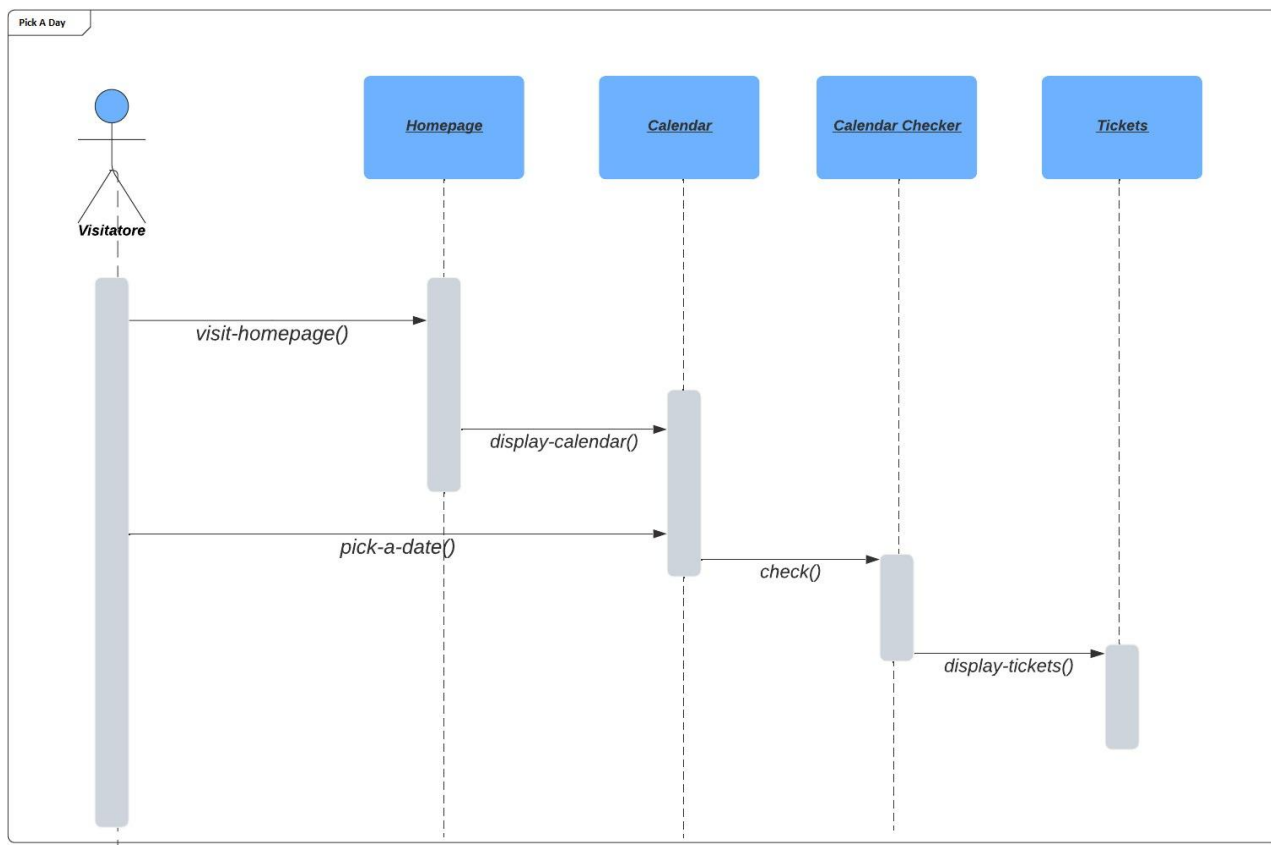 Pick A Day
Homepage
Calendar
Calendar Checker
Tickets
Visitatore
visit-homepage()
display-calendar()
pick-a-date()
check()
display-tickets()